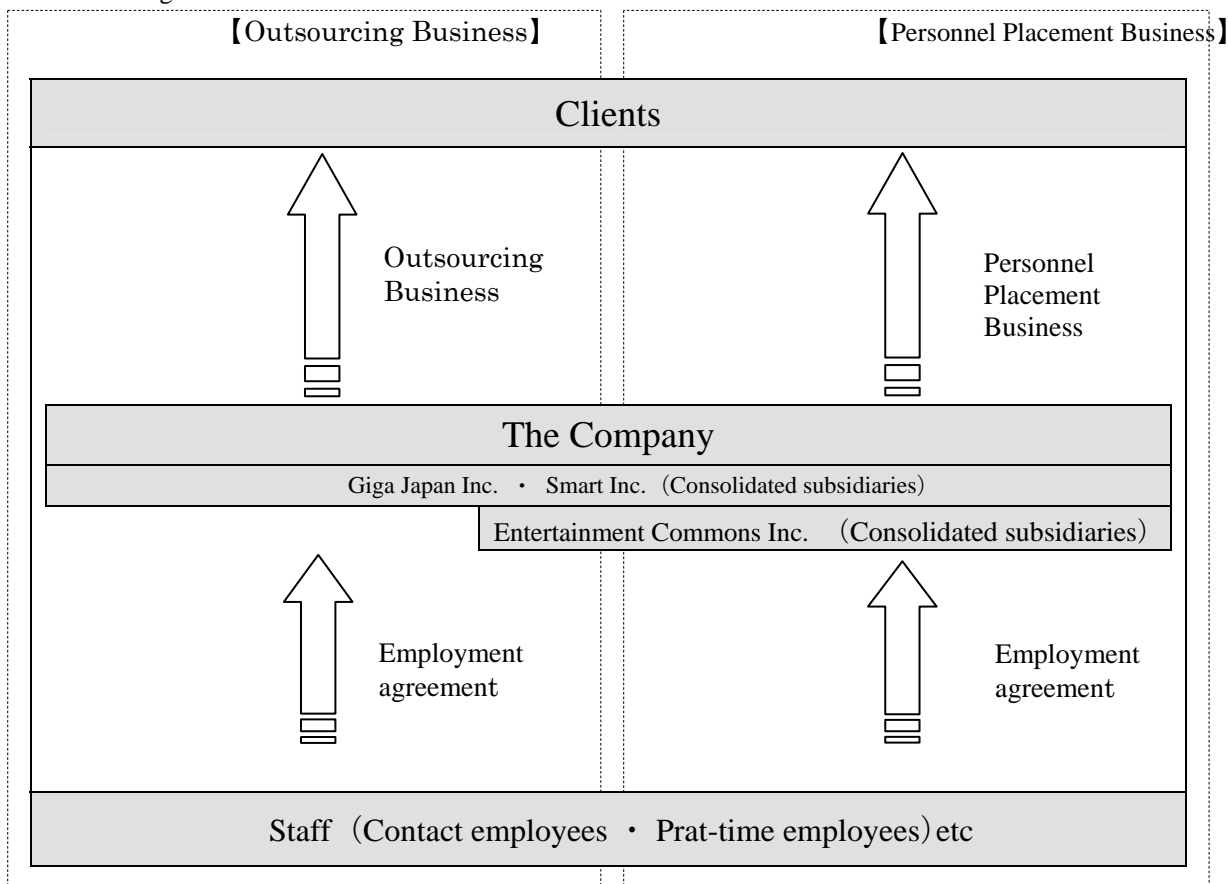 【Outsourcing Business】
【Personnel Placement Business】
Clients
Outsourcing
Business
Personnel
Placement
Business
The Company
Giga Japan Inc. ・ Smart Inc.（Consolidated subsidiaries）
Entertainment Commons Inc. （Consolidated subsidiaries）
Employment
agreement
Employment
agreement
Staff（Contact employees ・ Prat-time employees）etc